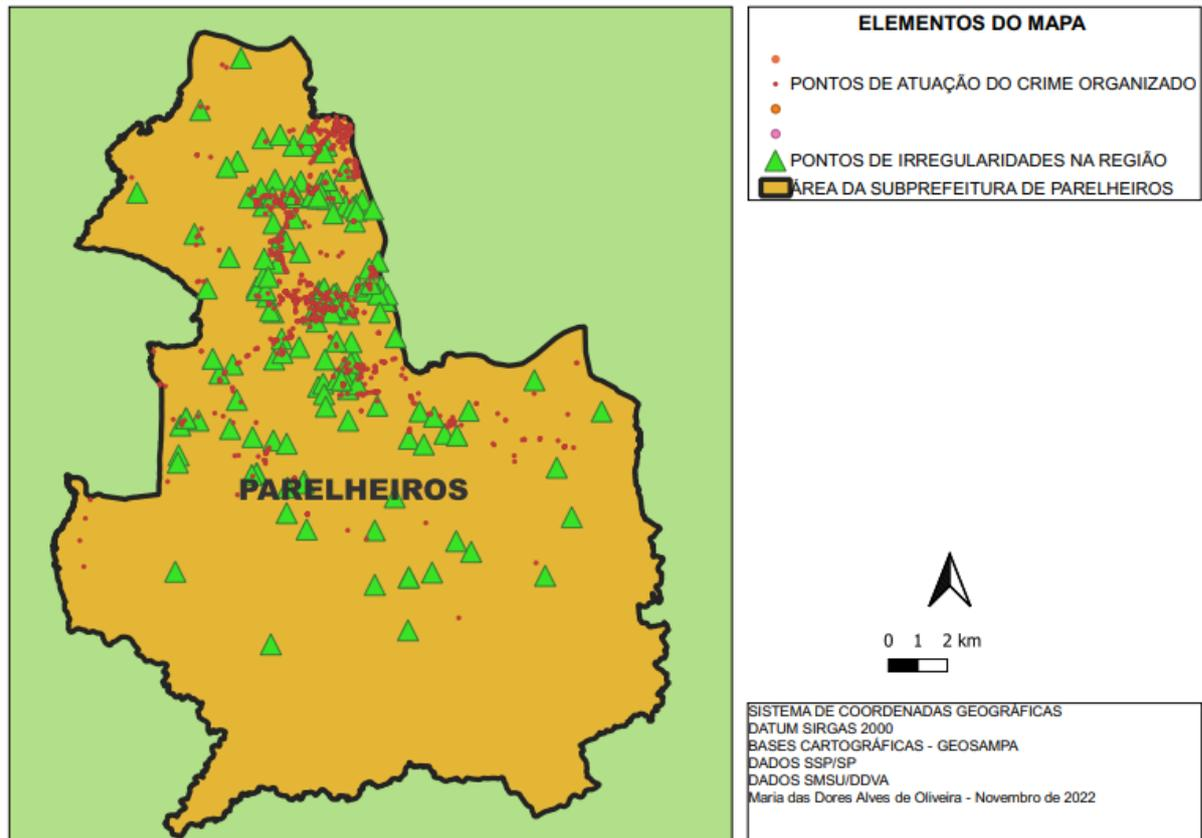 ELEMENTOS DO MAPA
PONTOS DE ATUAÇÃO DO CRIME ORGANIZADO
PONTOS DE IRREGULARIDADES NA REGIÃO
ÁREA DA SUBPREFEITURA DE PARELHEIROS
PARELHEIROS
0 1 2 km
SISTEMA DE COORDENADAS GEOGRÁFICAS
DATUM SIRGAS 2000
BASES CARTOGRÁFICAS - GEOSAMPA
DADOS SSP/SP
DADOS SMSU/DDVA
Maria das Dores Alves de Oliveira - Novembro de 2022